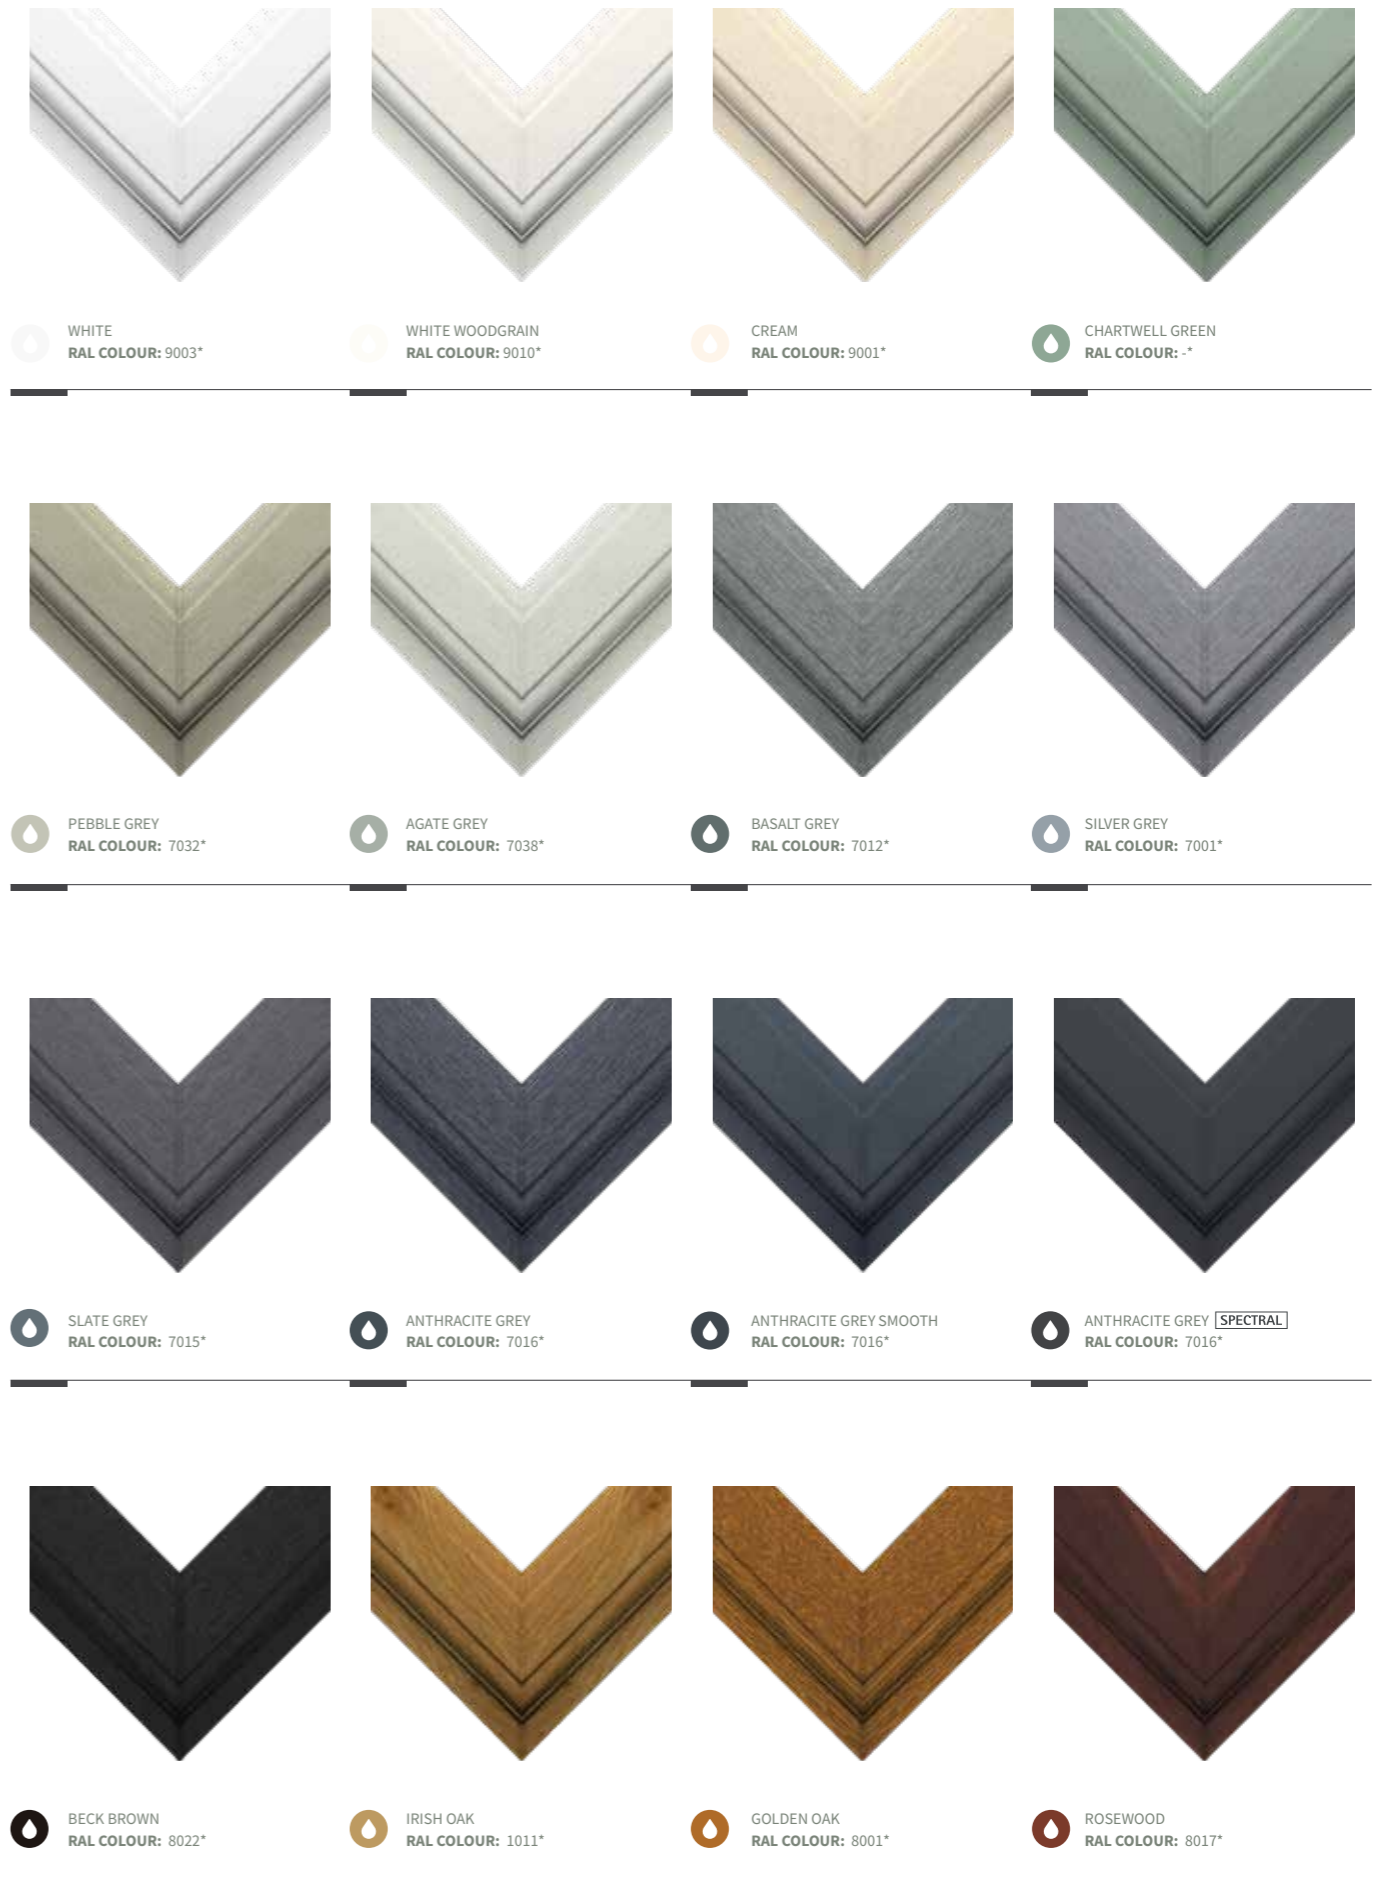 WHITE
RAL COLOUR: 9003*
WHITE WOODGRAIN
RAL COLOUR: 9010*
CREAM
RAL COLOUR: 9001*
CHARTWELL GREEN
RAL COLOUR: -*
PEBBLE GREY
RAL COLOUR: 7032*
AGATE GREY
RAL COLOUR: 7038*
BASALT GREY
RAL COLOUR: 7012*
SILVER GREY
RAL COLOUR: 7001*
SLATE GREY
RAL COLOUR: 7015*
ANTHRACITE GREY
RAL COLOUR: 7016*
ANTHRACITE GREY SMOOTH
RAL COLOUR: 7016*
ANTHRACITE GREY SPECTRAL
RAL COLOUR: 7016*
BECK BROWN
RAL COLOUR: 8022*
IRISH OAK
RAL COLOUR: 1011*
GOLDEN OAK
RAL COLOUR: 8001*
ROSEWOOD
RAL COLOUR: 8017*